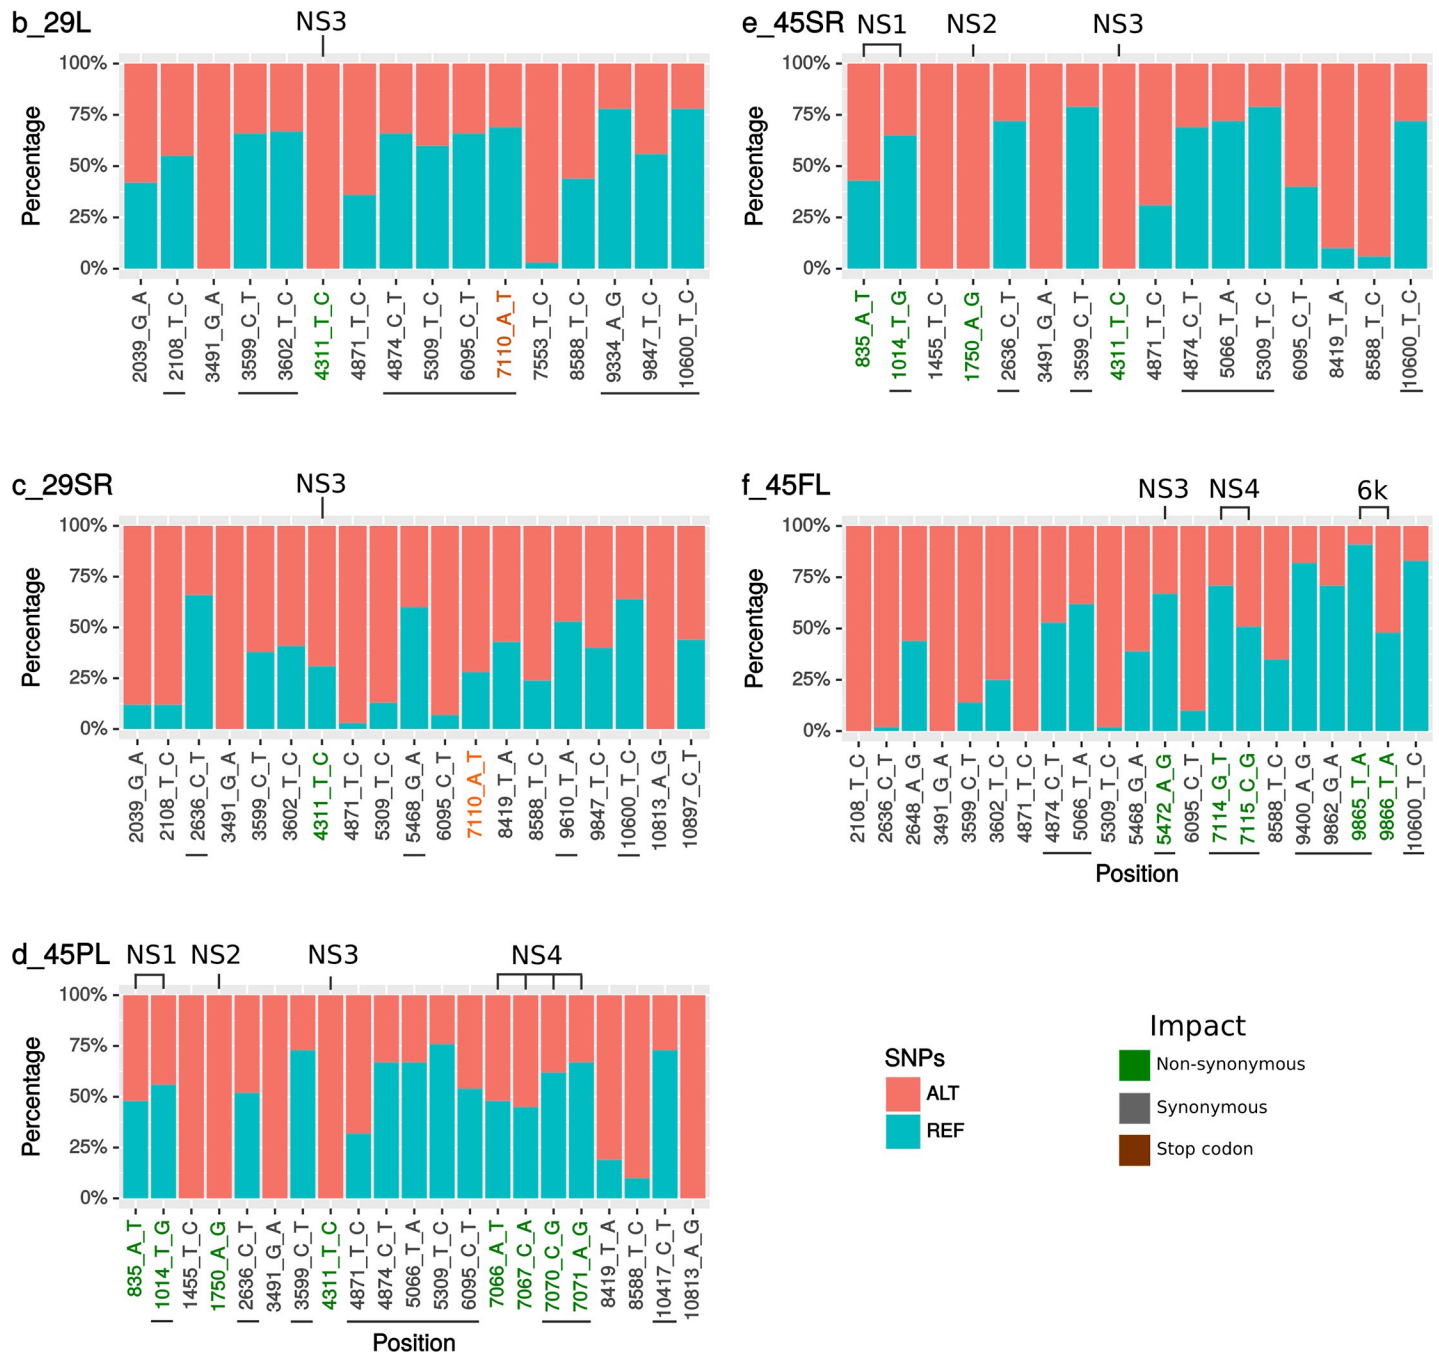 b_29L
NS3
Percentage
100%
75%
50%
25%
0%
2039_G_A
2108_T_C
3491_G_A
3599_C_T
3602_T_C
4311_T_C
4871_T_C
4874_C_T
5309_T_C
6095_C_T
7110_A_T
7553_T_C
8588_T_C
9334_A_G
9847_T_C
10600_T_C
e_45SR
NS1
NS2
NS3
Percentage
100%
75%
50%
25%
0%
835_A_T
1014_T_G
1455_T_C
1750_A_G
2636_C_T
3491_G_A
3599_C_T
4311_T_C
4871_T_C
4874_C_T
5066_T_A
5309_T_C
6095_C_T
8419_T_A
8588_T_C
10600_T_C
c_29SR
NS3
Percentage
100%
75%
50%
25%
0%
2039_G_A
2108_T_C
2636_C_T
3491_G_A
3599_C_T
3602_T_C
4311_T_C
4871_T_C
5309_T_C
5468_G_A
6095_C_T
7110_A_T
8419_T_A
8588_T_C
9610_T_A
9847_T_C
10600_T_C
10813_A_G
10897_C_T
f_45FL
NS3
NS4
6k
Percentage
100%
75%
50%
25%
0%
2108_T_C
2636_C_T
2648_A_G
3491_G_A
3599_C_T
3602_T_C
4871_T_C
4874_C_T
5066_T_A
5309_T_C
5468_G_A
5472_A_G
6095_C_T
7114_G_T
7115_C_G
8588_T_C
9400_A_G
9862_G_A
9865_T_A
9866_T_A
10600_T_C
Position
d_45PL
NS1
NS2
NS3
NS4
Percentage
100%
75%
50%
25%
0%
835_A_T
1014_T_G
1455_T_C
1750_A_G
2636_C_T
3491_G_A
3599_C_T
4311_T_C
4871_T_C
4874_C_T
5066_T_A
5309_T_C
6095_C_T
7066_A_T
7067_C_A
7070_C_G
7071_A_G
8419_T_A
8588_T_C
10417_C_T
10813_A_G
Position
SNPs
ALT
REF
Impact
Non-synonymous
Synonymous
Stop codon